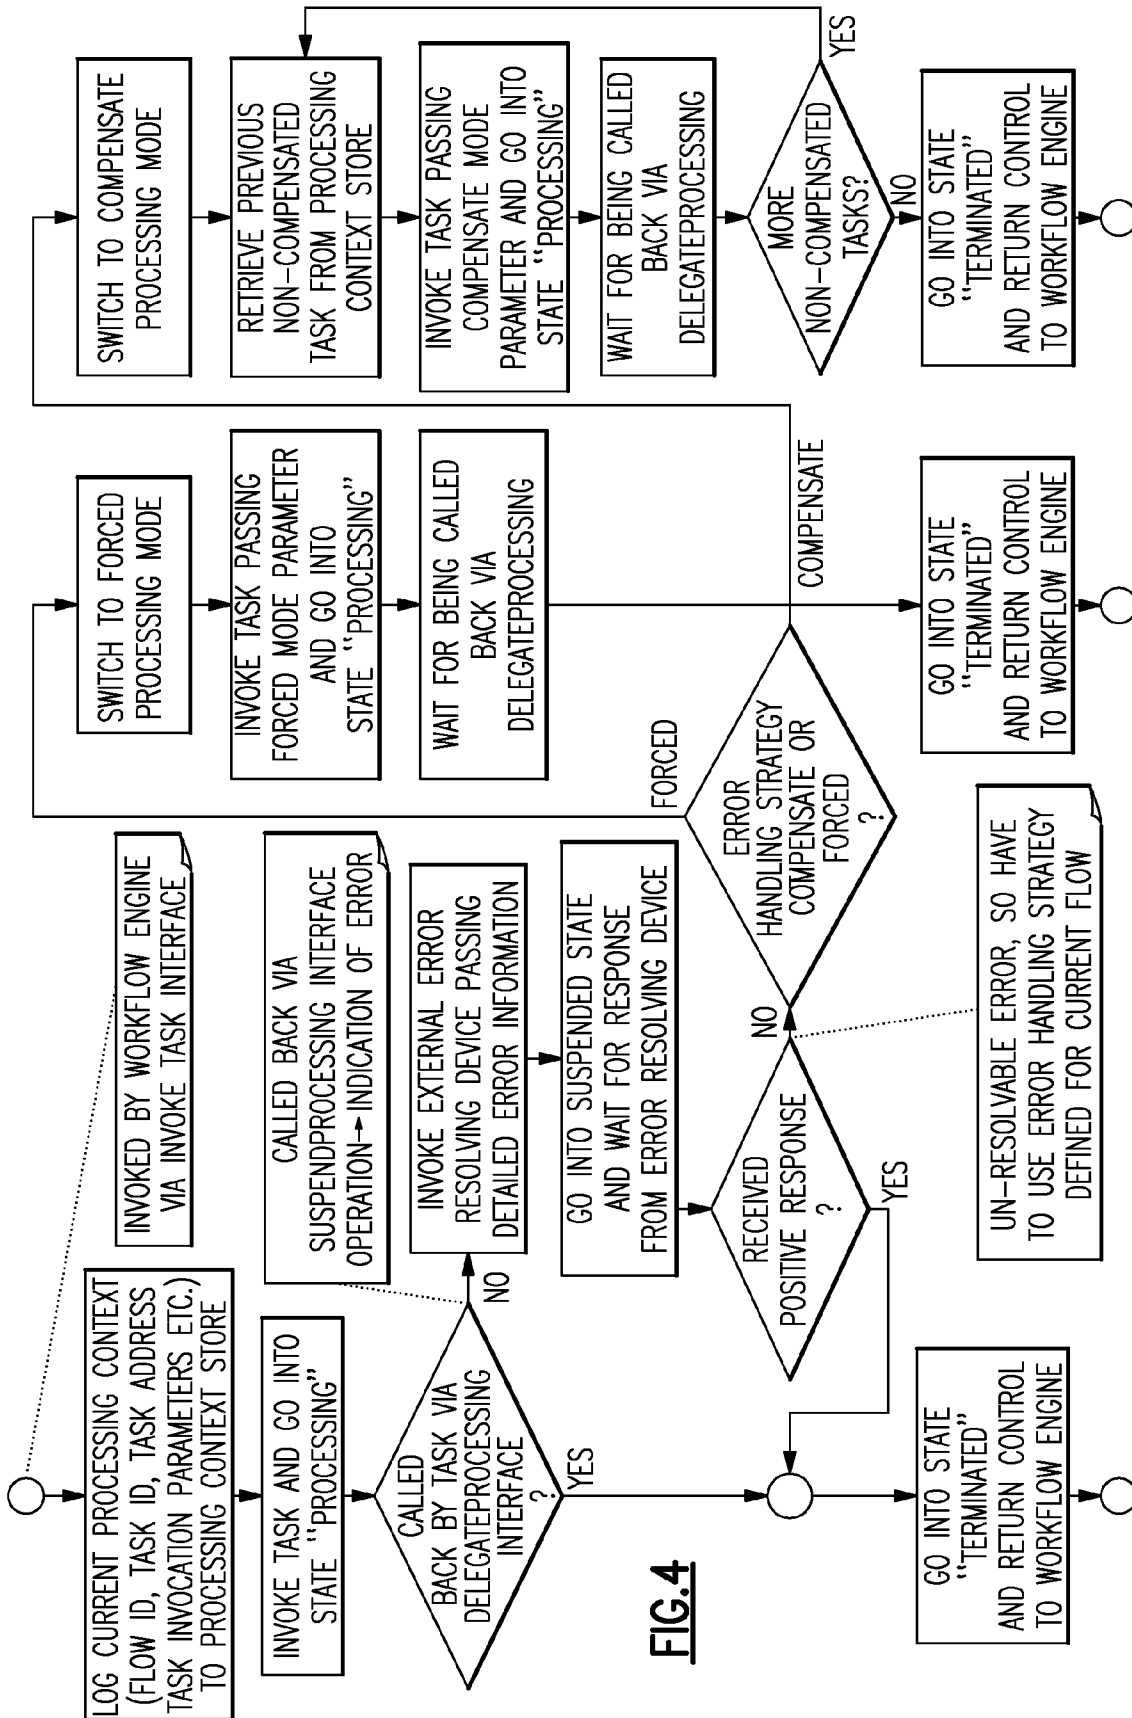 LOG CURRENT PROCESSING CONTEXT
(FLOW ID, TASK ID, TASK ADDRESS
TASK INVOCATION PARAMETERS ETC.)
TO PROCESSING CONTEXT STORE
INVOKED BY WORKFLOW ENGINE
VIA INVOKE TASK INTERFACE
INVOKE TASK AND GO INTO
STATE "PROCESSING"
CALLED BACK VIA
SUSPENDPROCESSING INTERFACE
OPERATION→INDICATION OF ERROR
CALLED
BACK BY TASK VIA
DELEGATEPROCESSING
INTERFACE
?
YES
NO
INVOKE EXTERNAL ERROR
RESOLVING DEVICE PASSING
DETAILED ERROR INFORMATION
GO INTO SUSPENDED STATE
AND WAIT FOR RESPONSE
FROM ERROR RESOLVING DEVICE
RECEIVED
POSITIVE RESPONSE
?
YES
NO
UN-RESOLVABLE ERROR, SO HAVE
TO USE ERROR HANDLING STRATEGY
DEFINED FOR CURRENT FLOW
GO INTO STATE
"TERMINATED"
AND RETURN CONTROL
TO WORKFLOW ENGINE
ERROR
HANDLING STRATEGY
COMPENSATE OR
FORCED
?
FORCED
COMPENSATE
SWITCH TO FORCED
PROCESSING MODE
INVOKE TASK PASSING
FORCED MODE PARAMETER
AND GO INTO
STATE "PROCESSING"
WAIT FOR BEING CALLED
BACK VIA
DELEGATEPROCESSING
GO INTO STATE
"TERMINATED"
AND RETURN CONTROL
TO WORKFLOW ENGINE
SWITCH TO COMPENSATE
PROCESSING MODE
RETRIEVE PREVIOUS
NON-COMPENSATED
TASK FROM PROCESSING
CONTEXT STORE
INVOKE TASK PASSING
COMPENSATE MODE
PARAMETER AND GO INTO
STATE "PROCESSING"
WAIT FOR BEING CALLED
BACK VIA
DELEGATEPROCESSING
MORE
NON-COMPENSATED
TASKS?
YES
NO
GO INTO STATE
"TERMINATED"
AND RETURN CONTROL
TO WORKFLOW ENGINE
FIG.4